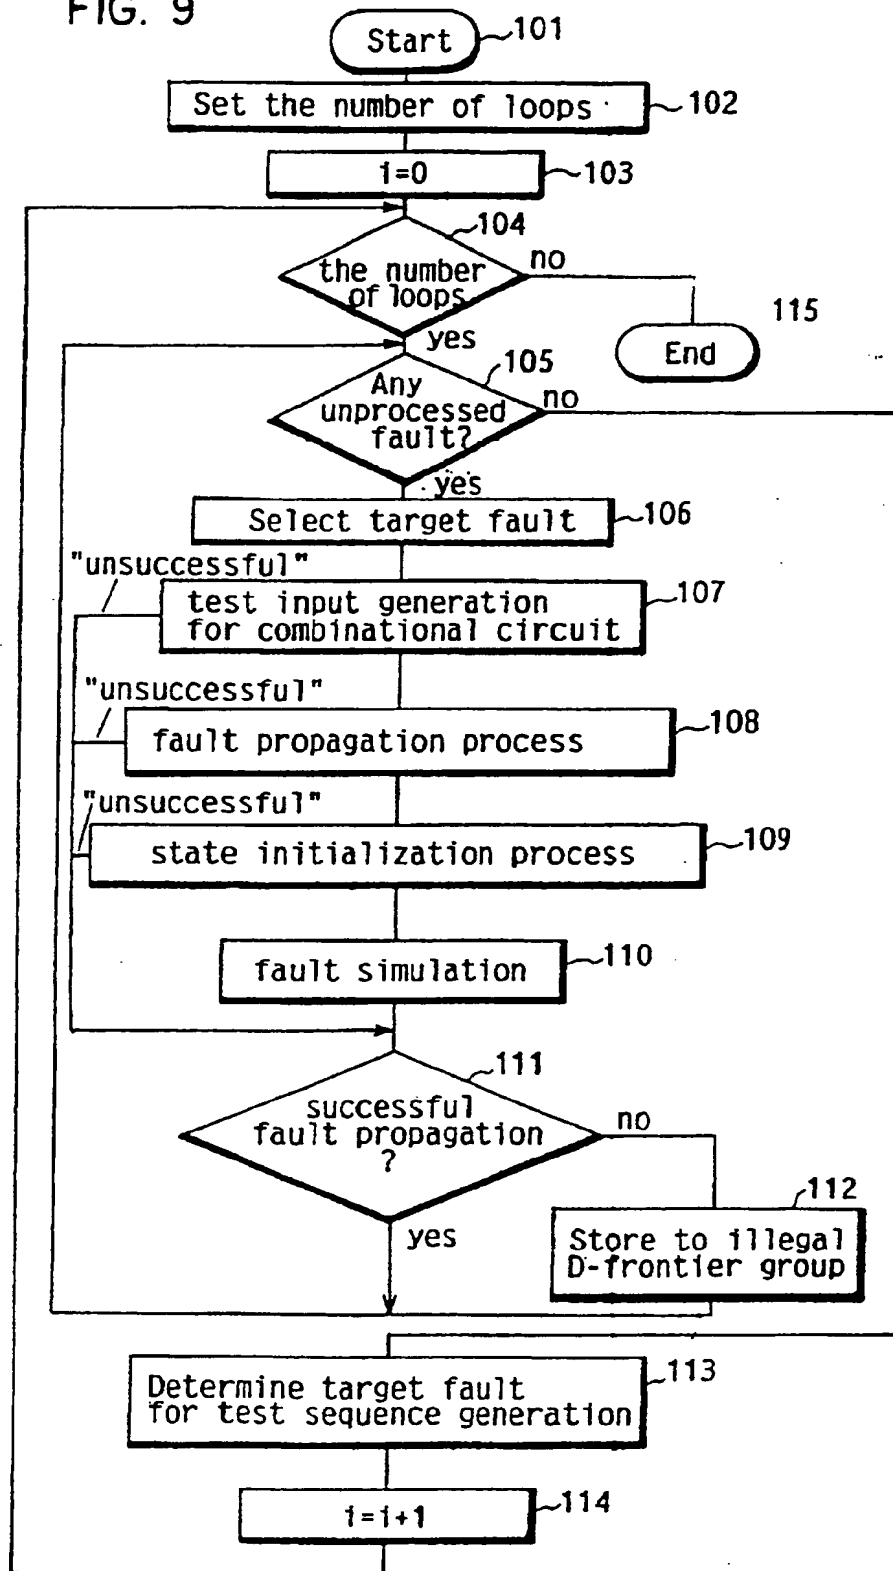 FIG. 9
Start
101
Set the number of loops
102
i=0
103
104
the number
of loops
no
yes
115
End
105
Any
unprocessed
fault?
no
yes
Select target fault
106
"unsuccessful"
test input generation
for combinational circuit
107
"unsuccessful"
fault propagation process
108
"unsuccessful"
state initialization process
109
fault simulation
110
111
successful
fault propagation
?
no
yes
112
Store to illegal
D-frontier group
Determine target fault
for test sequence generation
113
i=i+1
114